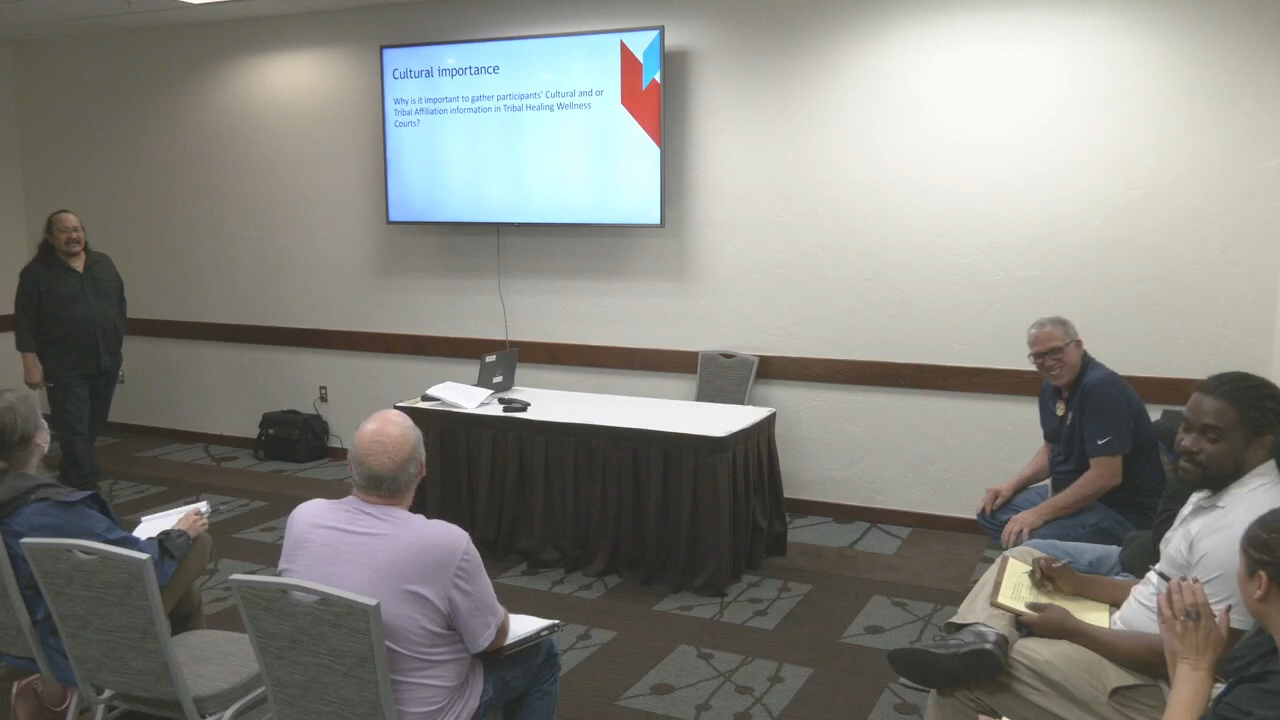 Cultural importance
Why is it important to gather participants' Cultural and or
Tribal Affiliation information in Tribal Healing Wellness
Courts?